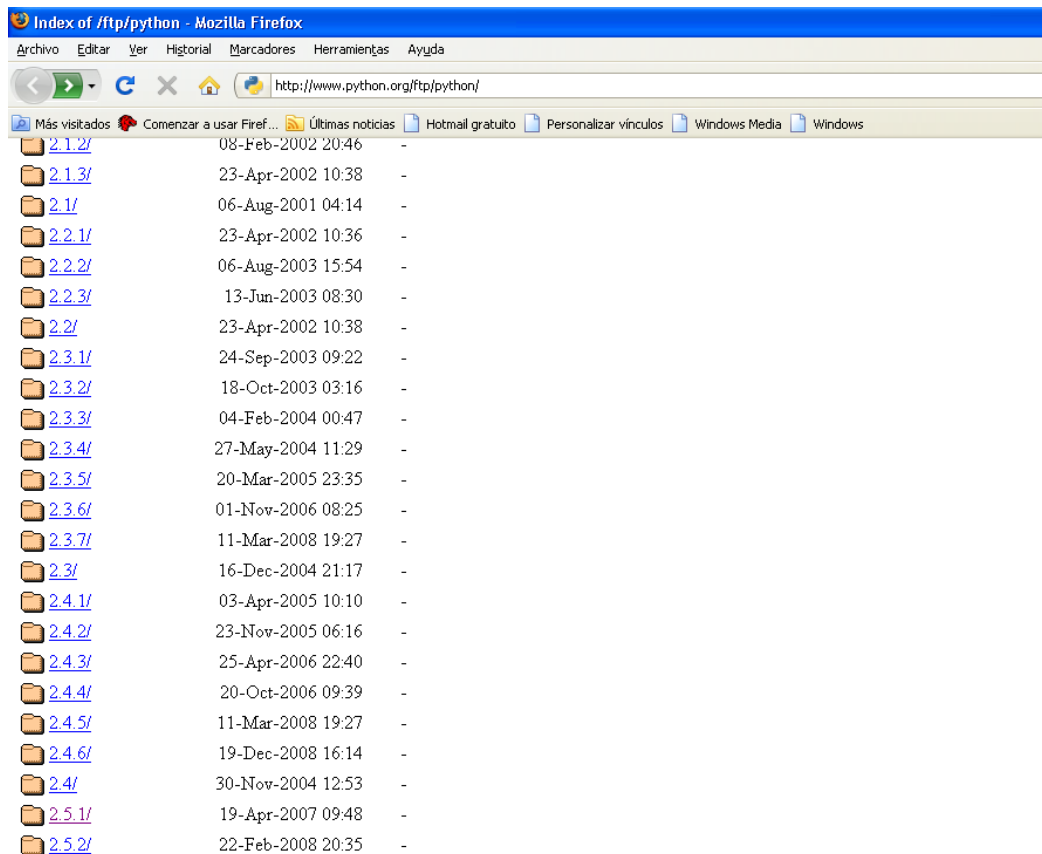 Index of /ftp/python - Mozilla Firefox
Archivo Editar Ver Historial Marcadores Herramientas Ayuda
http://www.python.org/ftp/python/
Más visitados Comenzar a usar Firef... Últimas noticias Hotmail gratuito Personalizar vínculos Windows Media Windows
2.1.2/ 08-Feb-2002 20:46 -
2.1.3/ 23-Apr-2002 10:38 -
2.1/ 06-Aug-2001 04:14 -
2.2.1/ 23-Apr-2002 10:36 -
2.2.2/ 06-Aug-2003 15:54 -
2.2.3/ 13-Jun-2003 08:30 -
2.2/ 23-Apr-2002 10:38 -
2.3.1/ 24-Sep-2003 09:22 -
2.3.2/ 18-Oct-2003 03:16 -
2.3.3/ 04-Feb-2004 00:47 -
2.3.4/ 27-May-2004 11:29 -
2.3.5/ 20-Mar-2005 23:35 -
2.3.6/ 01-Nov-2006 08:25 -
2.3.7/ 11-Mar-2008 19:27 -
2.3/ 16-Dec-2004 21:17 -
2.4.1/ 03-Apr-2005 10:10 -
2.4.2/ 23-Nov-2005 06:16 -
2.4.3/ 25-Apr-2006 22:40 -
2.4.4/ 20-Oct-2006 09:39 -
2.4.5/ 11-Mar-2008 19:27 -
2.4.6/ 19-Dec-2008 16:14 -
2.4/ 30-Nov-2004 12:53 -
2.5.1/ 19-Apr-2007 09:48 -
2.5.2/ 22-Feb-2008 20:35 -